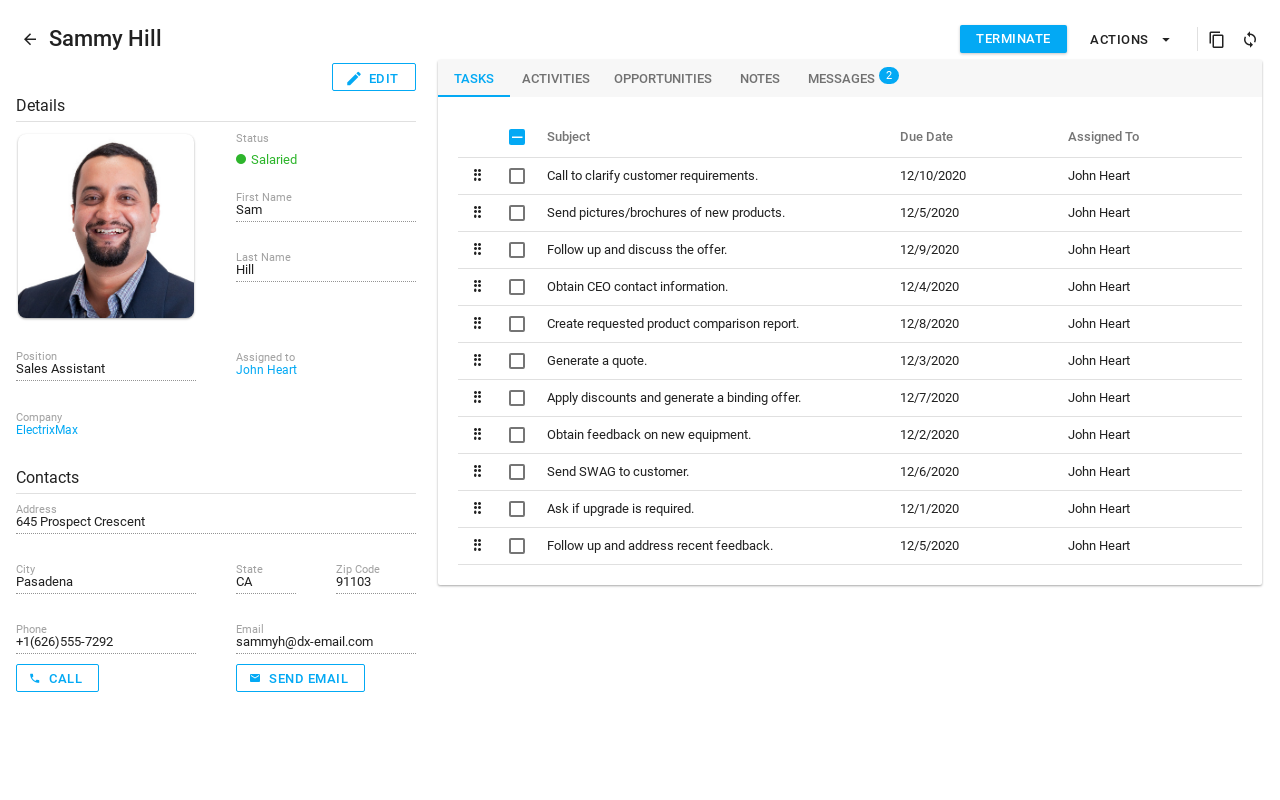 Sammy Hill
TERMINATE
ACTIONS
EDIT
Details
Status
Salaried
First Name
Sam
Last Name
Hill
Position
Sales Assistant
Assigned to
John Heart
Company
ElectrixMax
Contacts
Address
645 Prospect Crescent
City
Pasadena
State
CA
Zip Code
91103
Phone
+1(626)555-7292
Email
sammyh@dx-email.com
CALL
SEND EMAIL
TASKS ACTIVITIES OPPORTUNITIES NOTES MESSAGES 2
Subject Due Date Assigned To
Call to clarify customer requirements. 12/10/2020 John Heart
Send pictures/brochures of new products. 12/5/2020 John Heart
Follow up and discuss the offer. 12/9/2020 John Heart
Obtain CEO contact information. 12/4/2020 John Heart
Create requested product comparison report. 12/8/2020 John Heart
Generate a quote. 12/3/2020 John Heart
Apply discounts and generate a binding offer. 12/7/2020 John Heart
Obtain feedback on new equipment. 12/2/2020 John Heart
Send SWAG to customer. 12/6/2020 John Heart
Ask if upgrade is required. 12/1/2020 John Heart
Follow up and address recent feedback. 12/5/2020 John Heart